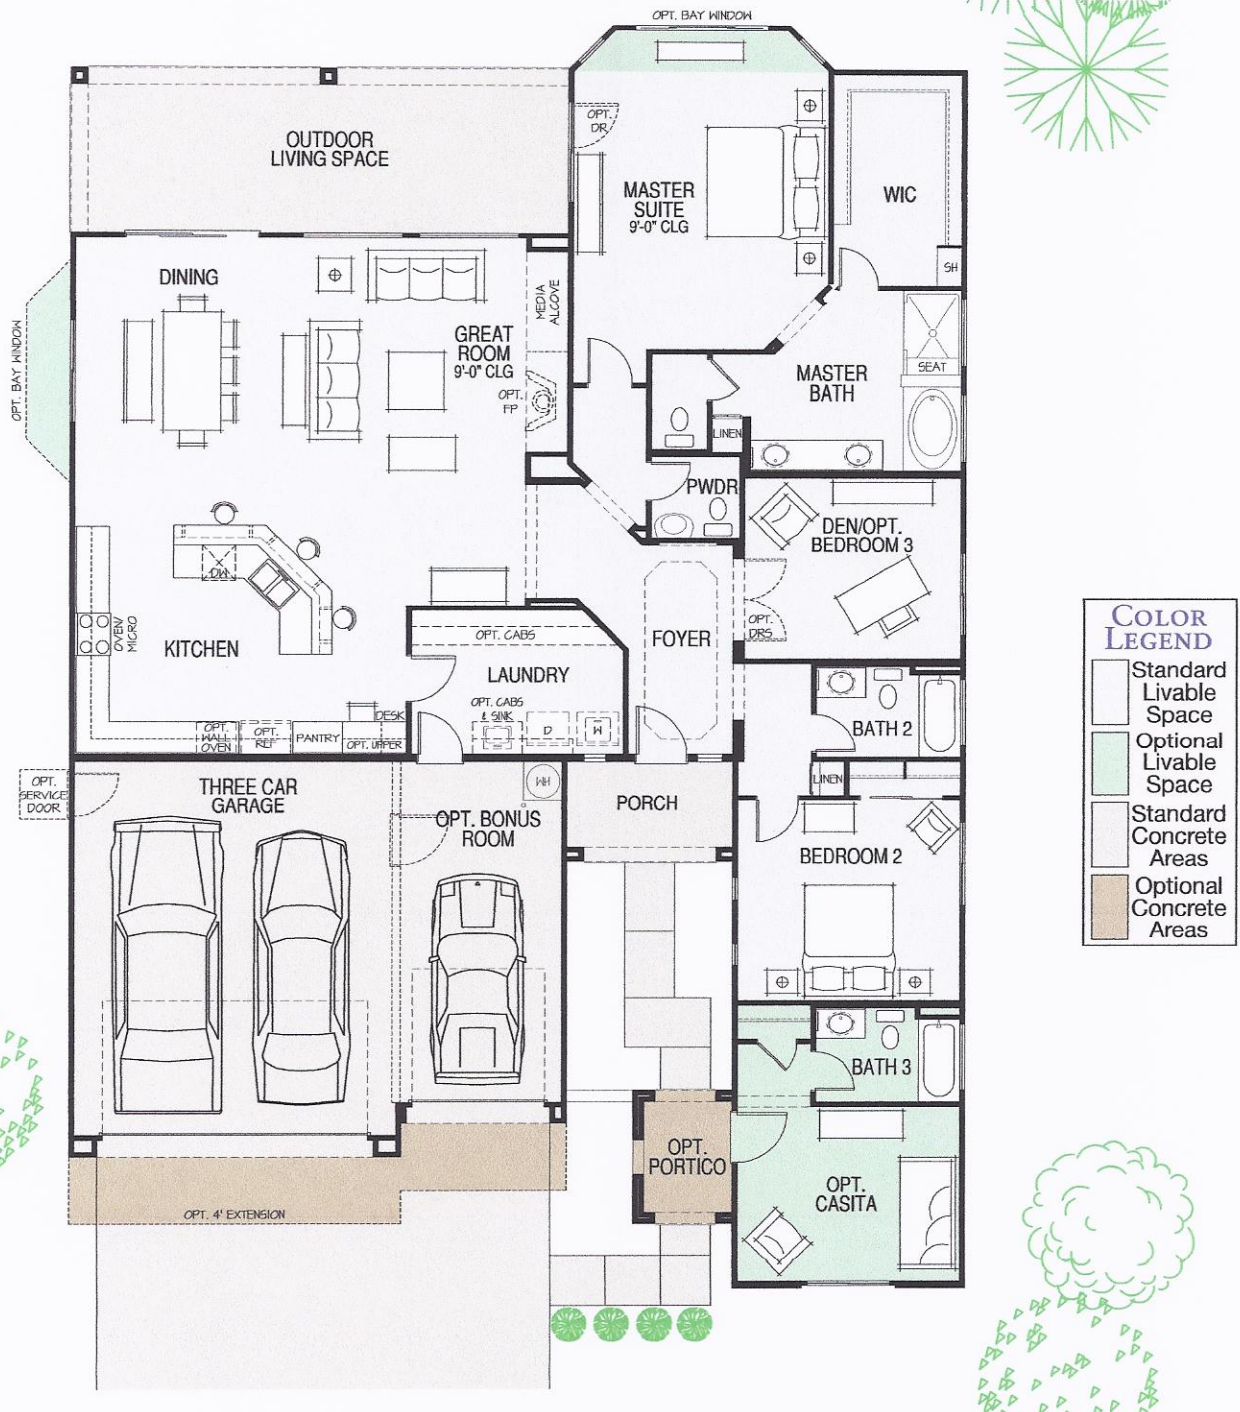 OPT. BAY WINDOW
OUTDOOR
LIVING SPACE
OPT.
DR.
MASTER
SUITE
9'-0" CLG
WIC
SH
DINING
MEDIA
ALCOVE
GREAT
ROOM
9'-0" CLG
OPT.
FP
OPT. BAY WINDOW
SEAT
MASTER
BATH
LINEN
PWDR
DEN/OPT.
BEDROOM 3
OPT.
DRS
DW
OVEN/
MICRO
KITCHEN
OPT. CABS
LAUNDRY
OPT. CABS
& SINK
D
W
FOYER
BATH 2
DESK
OPT.
WALL
OVEN
OPT.
REF
PANTRY
OPT. UPPER
LINEN
OPT.
SERVICE
DOOR
THREE CAR
GARAGE
WH
OPT. BONUS
ROOM
PORCH
BEDROOM 2
BATH 3
OPT.
PORTICO
OPT.
CASITA
OPT. 4' EXTENSION
COLOR
LEGEND
Standard
Livable
Space
Optional
Livable
Space
Standard
Concrete
Areas
Optional
Concrete
Areas